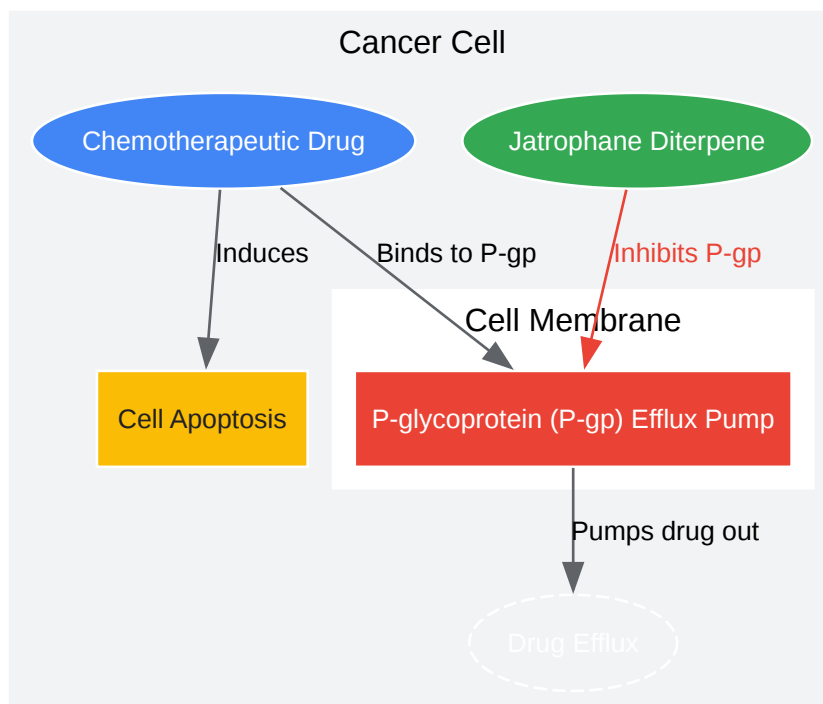 Cancer Cell
Chemotherapeutic Drug
Jatrophane Diterpene
Induces
Binds to P-gp
Inhibits P-gp
Cell Membrane
Cell Apoptosis
P-glycoprotein (P-gp) Efflux Pump
Pumps drug out
Drug Efflux